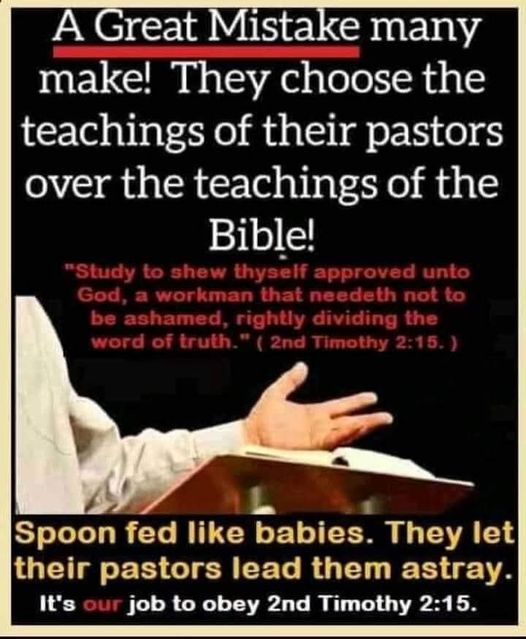 A Great Mistake many
make! They choose the
teachings of their pastors
over the teachings of the
Bible!
"Study to shew thyself approved unto
God, a workman that needeth not to
be ashamed, rightly dividing the
word of truth." ( 2nd Timothy 2:15. )
Spoon fed like babies. They let
their pastors lead them astray.
It's our job to obey 2nd Timothy 2:15.